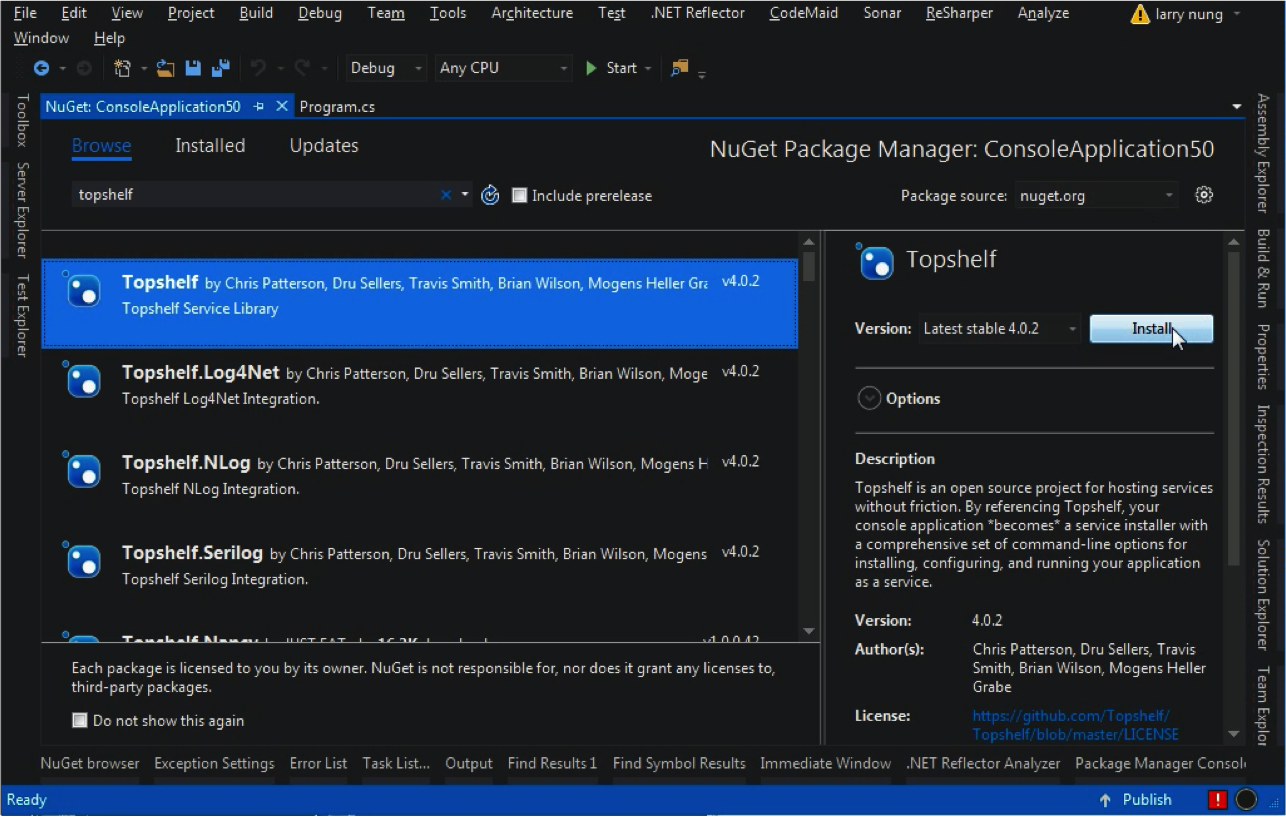 File Edit View Project Build Debug Team Tools Architecture Test .NET Reflector CodeMaid Sonar ReSharper Analyze larry nung
Window Help
Debug Any CPU Start
Toolbox
Server Explorer
Test Explorer
NuGet: ConsoleApplication50 Program.cs
Browse Installed Updates
NuGet Package Manager: ConsoleApplication50
topshelf Include prerelease
Package source: nuget.org
Topshelf by Chris Patterson, Dru Sellers, Travis Smith, Brian Wilson, Mogens Heller Gra v4.0.2
Topshelf Service Library
Topshelf.Log4Net by Chris Patterson, Dru Sellers, Travis Smith, Brian Wilson, Moge v4.0.2
Topshelf Log4Net Integration.
Topshelf.NLog by Chris Patterson, Dru Sellers, Travis Smith, Brian Wilson, Mogens H v4.0.2
Topshelf NLog Integration.
Topshelf.Serilog by Chris Patterson, Dru Sellers, Travis Smith, Brian Wilson, Mogens v4.0.2
Topshelf Serilog Integration.
Topshelf.Nancy by JUST EAT
Each package is licensed to you by its owner. NuGet is not responsible for, nor does it grant any licenses to,
third-party packages.
Do not show this again
Topshelf
Version: Latest stable 4.0.2 Install
Options
Description
Topshelf is an open source project for hosting services
without friction. By referencing Topshelf, your
console application *becomes* a service installer with
a comprehensive set of command-line options for
installing, configuring, and running your application
as a service.
Version: 4.0.2
Author(s): Chris Patterson, Dru Sellers, Travis
Smith, Brian Wilson, Mogens Heller
Grabe
License: https://github.com/Topshelf/
Topshelf/blob/master/LICENSE
Assembly Explorer
Build & Run
Properties
Inspection Results
Solution Explorer
Team Explor
NuGet browser Exception Settings Error List Task List... Output Find Results 1 Find Symbol Results Immediate Window .NET Reflector Analyzer Package Manager Consol
Ready Publish